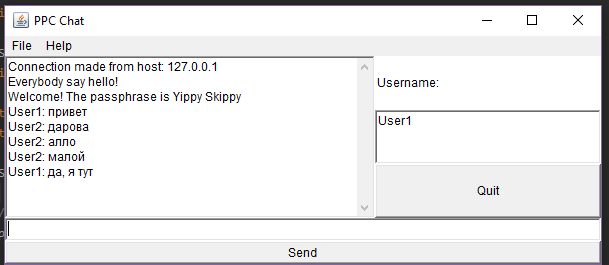 PPC Chat
File Help
Connection made from host: 127.0.0.1
Everybody say hello!
Welcome! The passphrase is Yippy Skippy
User1: привет
User2: дарова
User2: алло
User2: малой
User1: да, я тут
Username:
User1
Quit
Send